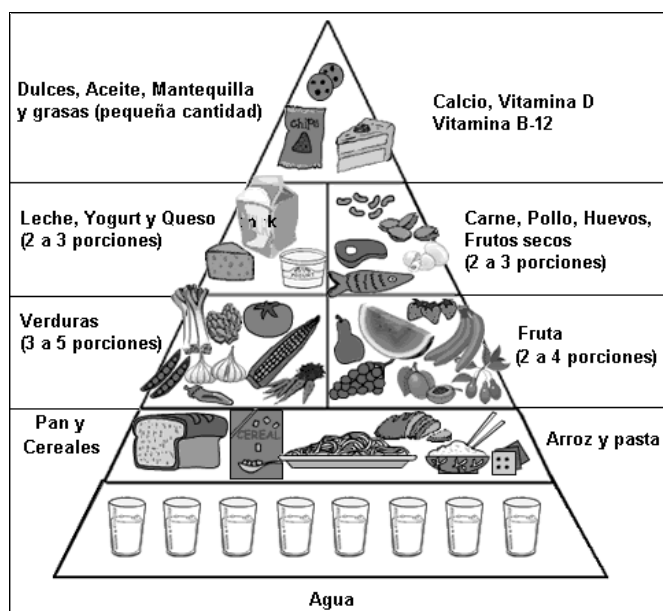 Dulces, Aceite, Mantequilla
y grasas (pequeña cantidad)
Calcio, Vitamina D
Vitamina B-12
chips
Leche, Yogurt y Queso
(2 a 3 porciones)
Carne, Pollo, Huevos,
Frutos secos
(2 a 3 porciones)
YOGURT
Verduras
(3 a 5 porciones)
Fruta
(2 a 4 porciones)
Pan y
Cereales
CEREAL
Arroz y pasta
Agua